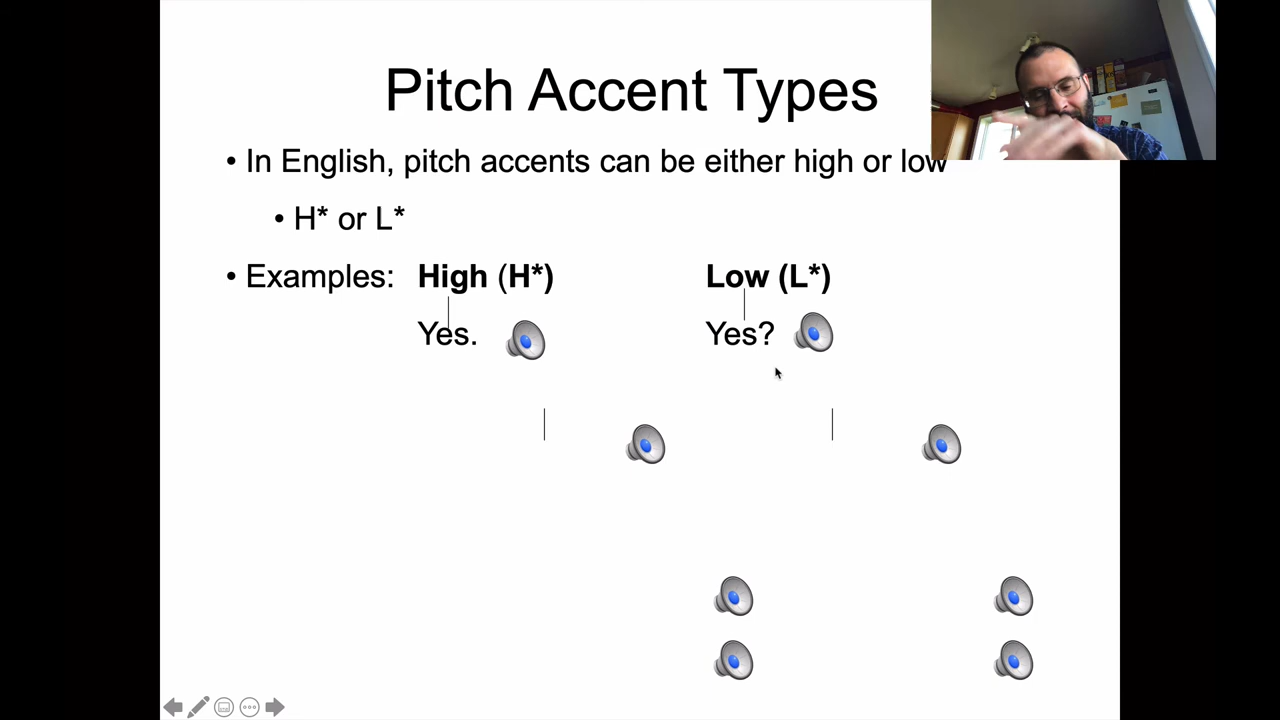 Pitch Accent Types
• In English, pitch accents can be either high or low
• H* or L*
• Examples: High (H*) Low (L*)
Yes. Yes?